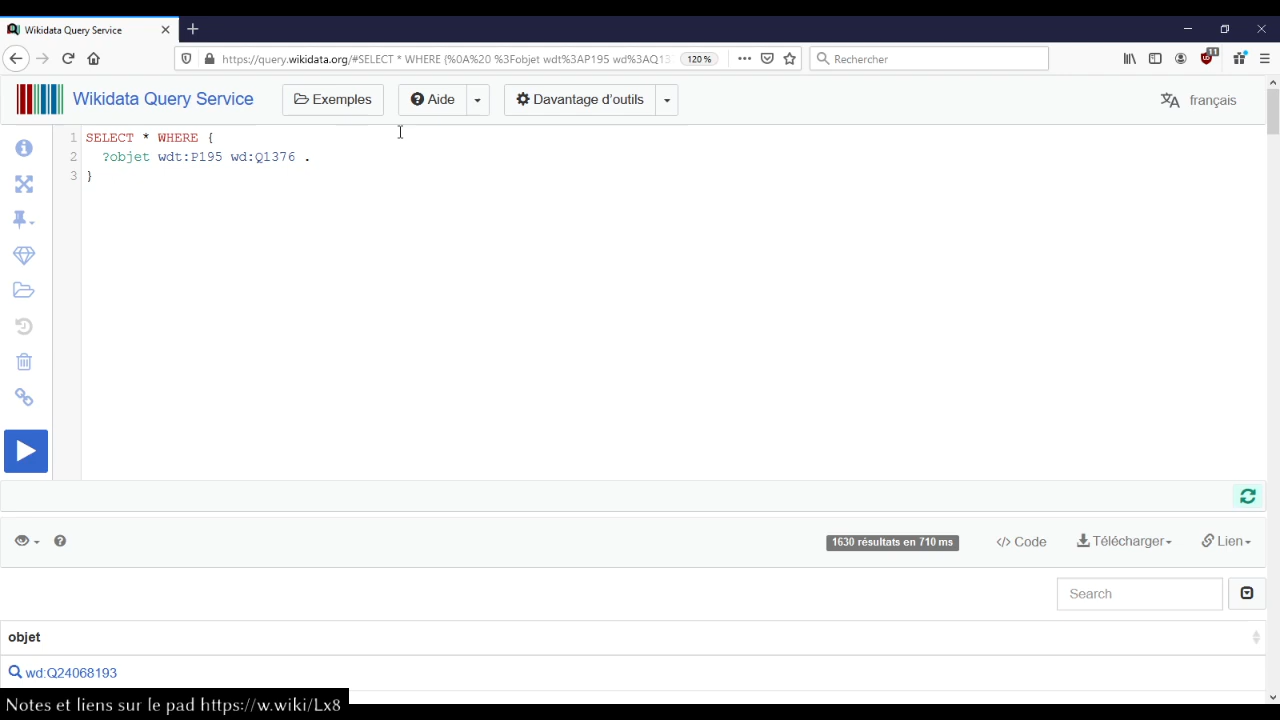 Wikidata Query Service
https://query.wikidata.org/#SELECT * WHERE {%0A%20 %3Fobjet wdt%3AP195 wd%3AQ13
120 %
Rechercher
11
Wikidata Query Service
Exemples
Aide
Davantage d'outils
français
1 SELECT * WHERE {
2 ?objet wdt:P195 wd:Q1376 .
3 }
1630 résultats en 710 ms
</> Code
Télécharger
Lien
Search
objet
wd:Q24068193
Notes et liens sur le pad https://w.wiki/Lx8